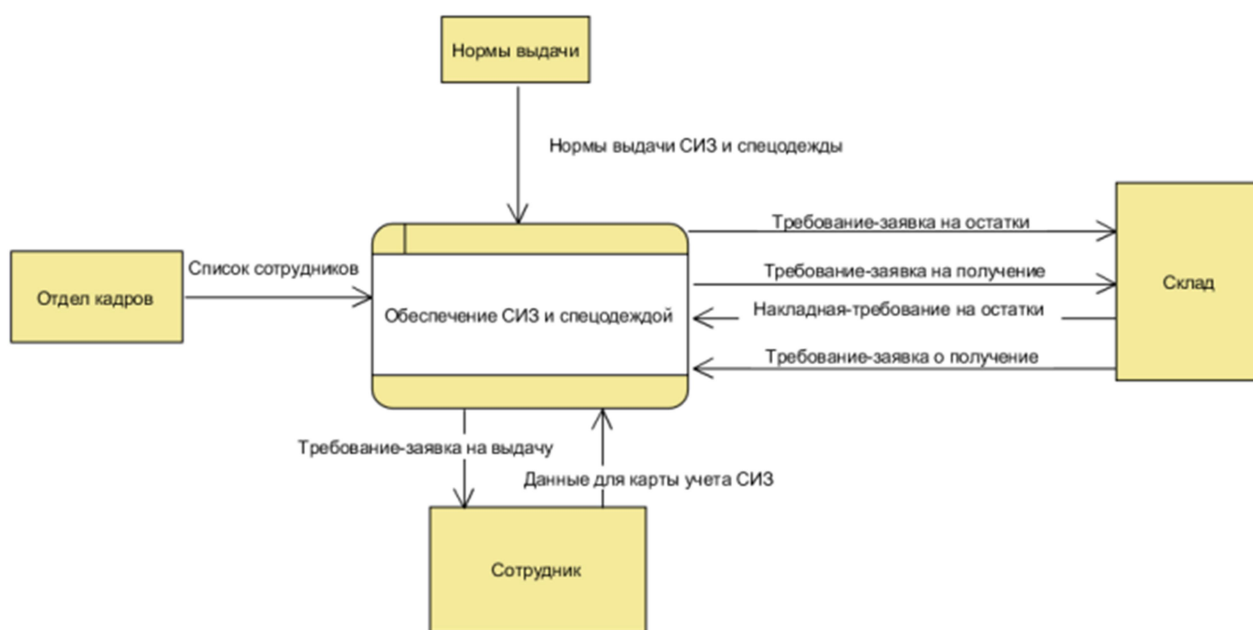 Нормы выдачи
Нормы выдачи СИЗ и спецодежды
Требование-заявка на остатки
Список сотрудников
Требование-заявка на получение
Отдел кадров
Склад
Обеспечение СИЗ и спецодеждой
Накладная-требование на остатки
Требование-заявка о получение
Требование-заявка на выдачу
Данные для карты учета СИЗ
Сотрудник